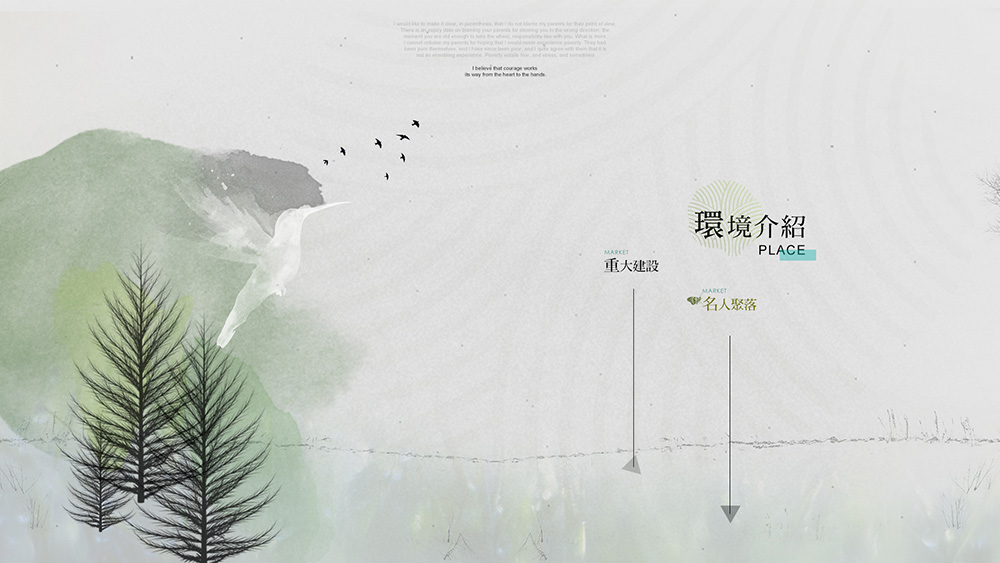 I would like to make it clear, in parentheses, that I do not blame my parents for their point of view.
There is an expiry date on blaming your parents for steering you in the wrong direction; the
moment you are old enough to take the wheel, responsibility lies with you. What is more,
I cannot criticise my parents for hoping that I would never experience poverty. They had
been poor themselves, and I have since been poor, and I quite agree with them that it is
not an ennobling experience. Poverty entails fear, and stress, and sometimes
I believe that courage works
its way from the heart to the hands.
環境介紹
PLACE
MARKET
重大建設
MARKET
名人聚落